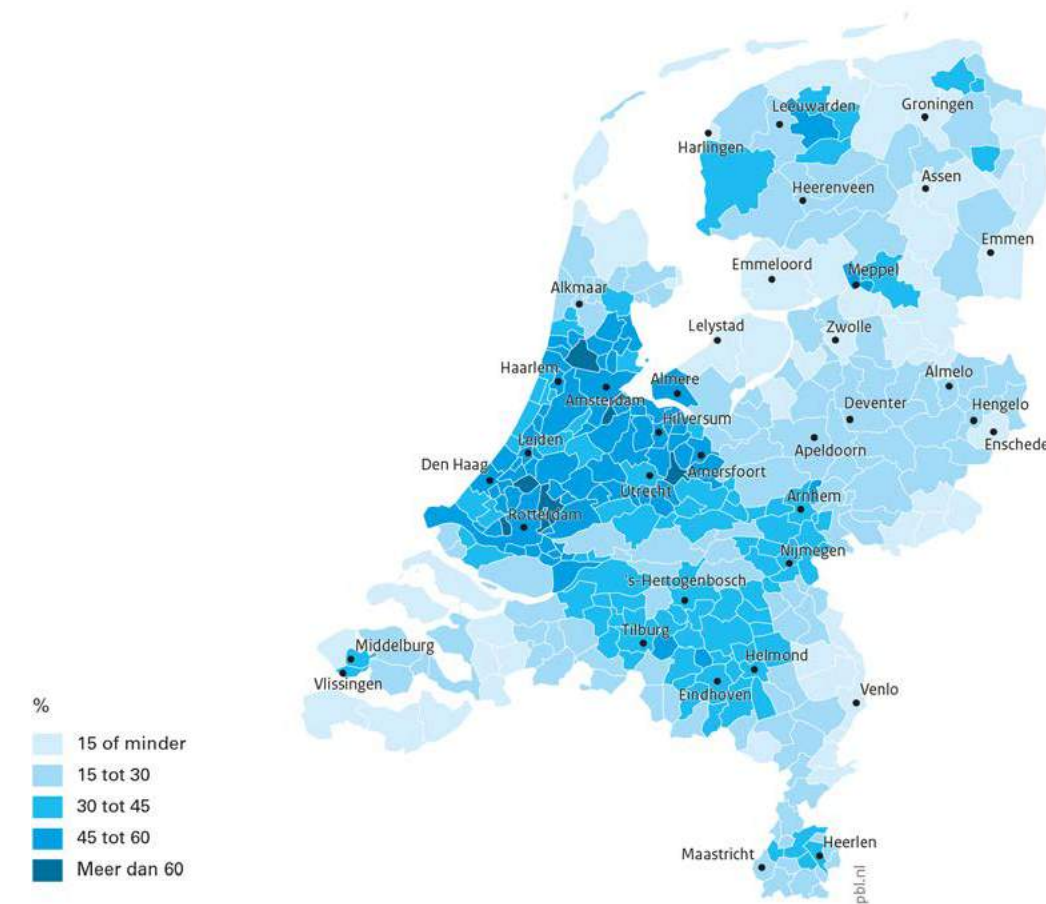 Leeuwarden
Groningen
Harlingen
Assen
Heerenveen
Emmen
Emmeloord
Meppel
Alkmaar
Lelystad
Zwolle
Haarlem
Almere
Almelo
Amsterdam
Deventer
Hengelo
Hilversum
Enschede
Leiden
Apeldoorn
Den Haag
Amersfoort
Utrecht
Arnhem
Rotterdam
Nijmegen
's-Hertogenbosch
Tilburg
Middelburg
Helmond
Vlissingen
Eindhoven
Venlo
%
15 of minder
15 tot 30
30 tot 45
45 tot 60
Meer dan 60
Maastricht
Heerlen
pbl.nl